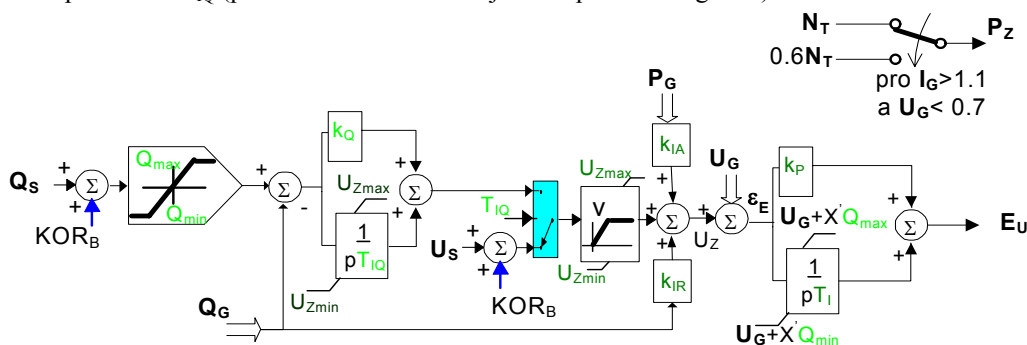 N_T
P_Z
0.6N_T
pro I_G>1.1
a U_G< 0.7
P_G
k_Q
k_IA
U_G
k_P
Q_max
U_Zmax
U_Zmax
Q_S
+
Σ
+
Σ
-
+
Σ
+
ε_E
Q_min
T_IQ
V
+
Σ
+
+
U_Z
Σ
U_G+X'Q_max
+
Σ
+
E_U
KOR_B
1
pT_IQ
U_S
+
Σ
+
+
k_IR
1
pT_I
U_Zmin
U_Zmin
KOR_B
Q_G
U_G+X'Q_min